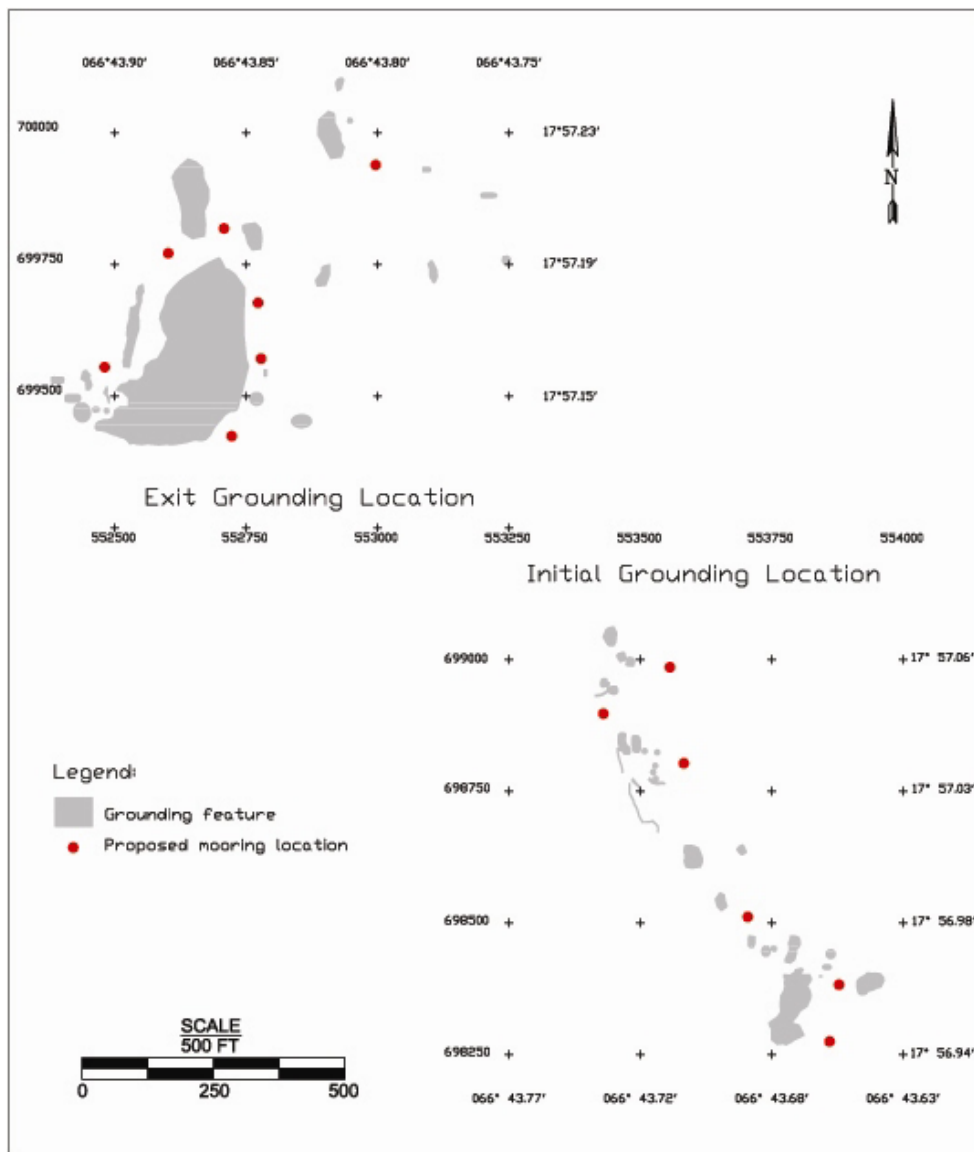 066°43.90' 066°43.85' 066°43.80' 066°43.75'
700000 17°57.23'
N
699750 17°57.19'
699500 17°57.15'
Exit Grounding Location
552500 552750 553000 553250 553500 553750 554000
Initial Grounding Location
699000 17° 57.06'
Legend:
698750 17° 57.03'
Grounding feature
Proposed mooring location
698500 17° 56.98'
SCALE
500 FT
698250 17° 56.94'
0 250 500
066° 43.77' 066° 43.72' 066° 43.68' 066° 43.63'